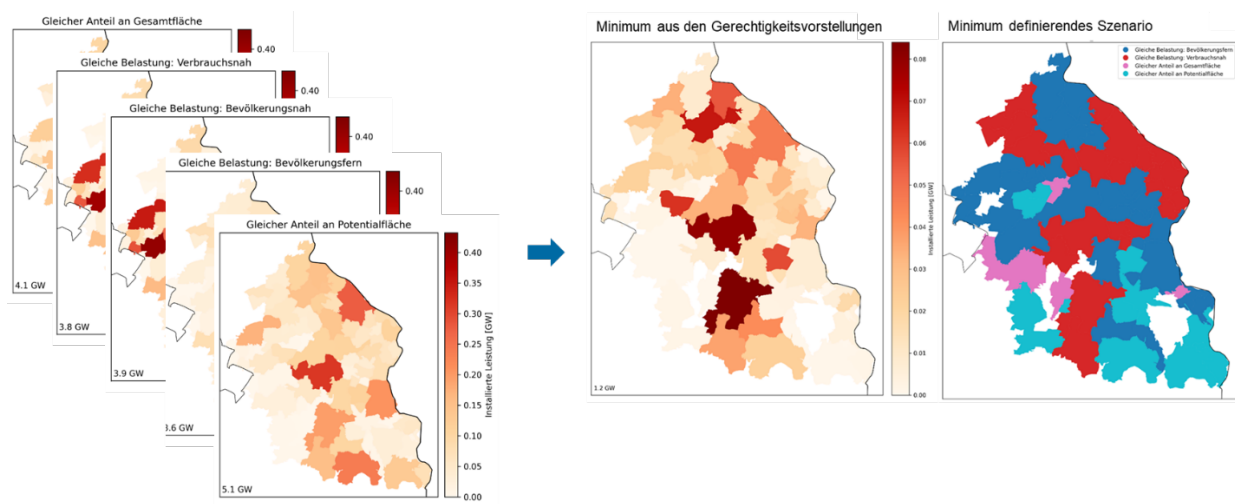 Gleicher Anteil an Gesamtfläche
0.40
4.1 GW
Gleiche Belastung: Verbrauchsnah
0.40
3.8 GW
Gleiche Belastung: Bevölkerungsnah
0.40
3.9 GW
Gleiche Belastung: Bevölkerungsfern
0.40
3.6 GW
Gleicher Anteil an Potentialfläche
0.40
0.35
0.30
0.25
0.20
0.15
0.10
0.05
0.00
Installierte Leistung [GW]
5.1 GW
Minimum aus den Gerechtigkeitsvorstellungen
0.08
0.07
0.06
0.05
0.04
0.03
0.02
0.01
0.00
Installierte Leistung [GW]
1.2 GW
Minimum definierendes Szenario
Gleiche Belastung: Bevölkerungsfern
Gleiche Belastung: Verbrauchsnah
Gleicher Anteil an Gesamtfläche
Gleicher Anteil an Potentialfläche